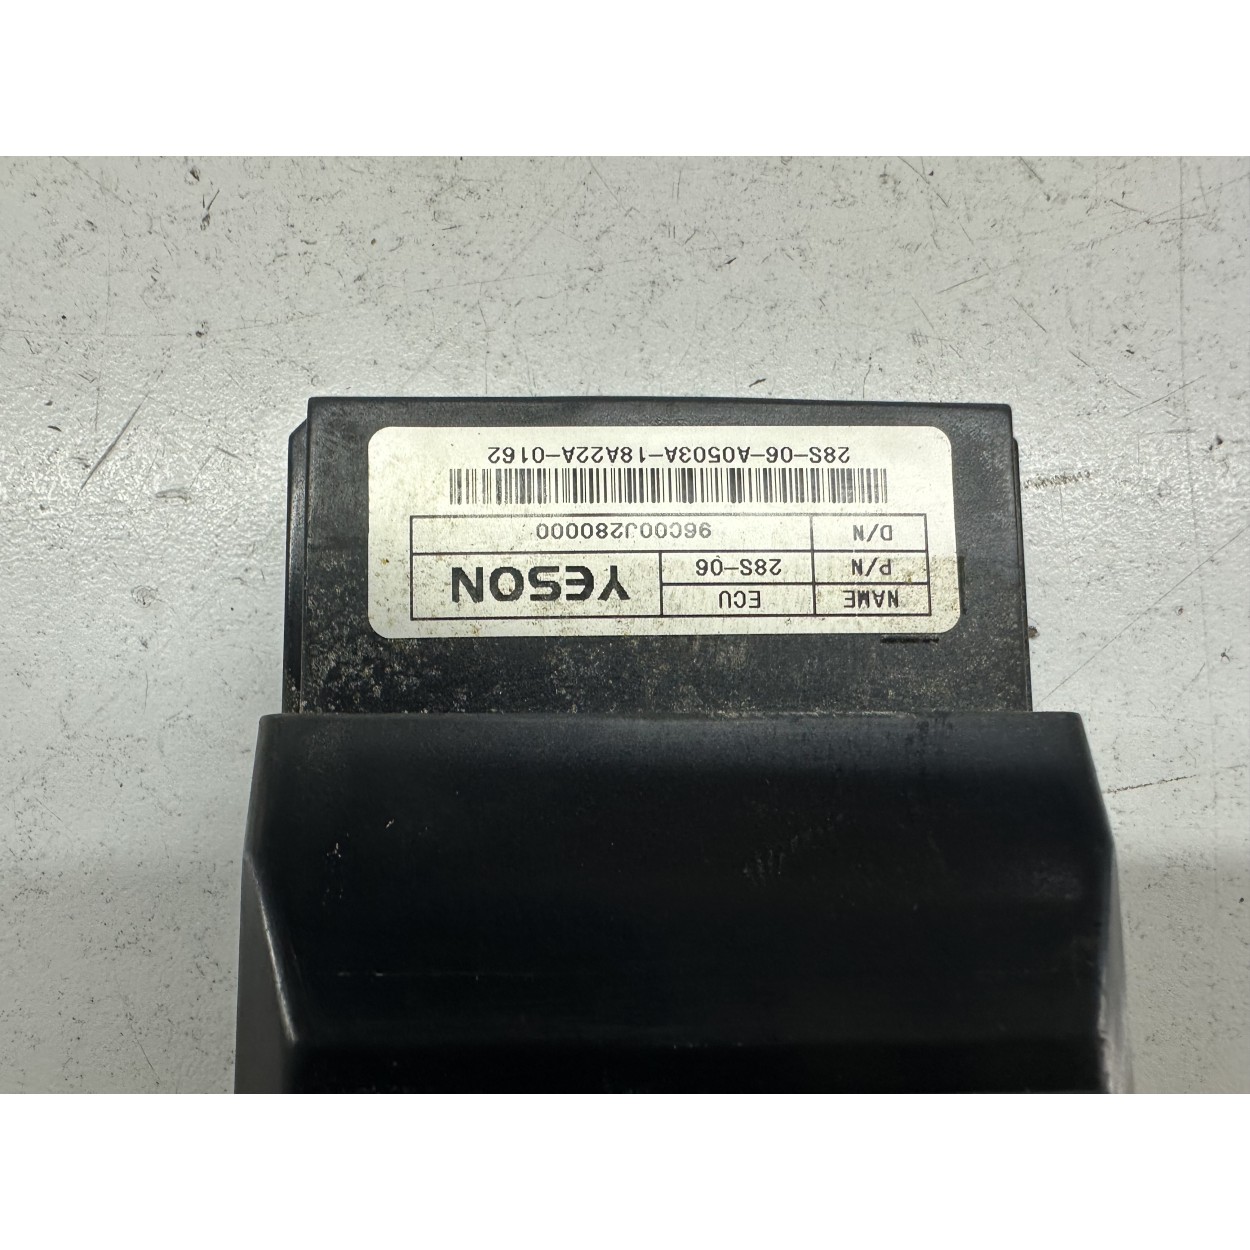 NAME ECU YESON
P/N 28S-06
D/N 96C00J280000
28S-06-A0503A-18A22A-0162